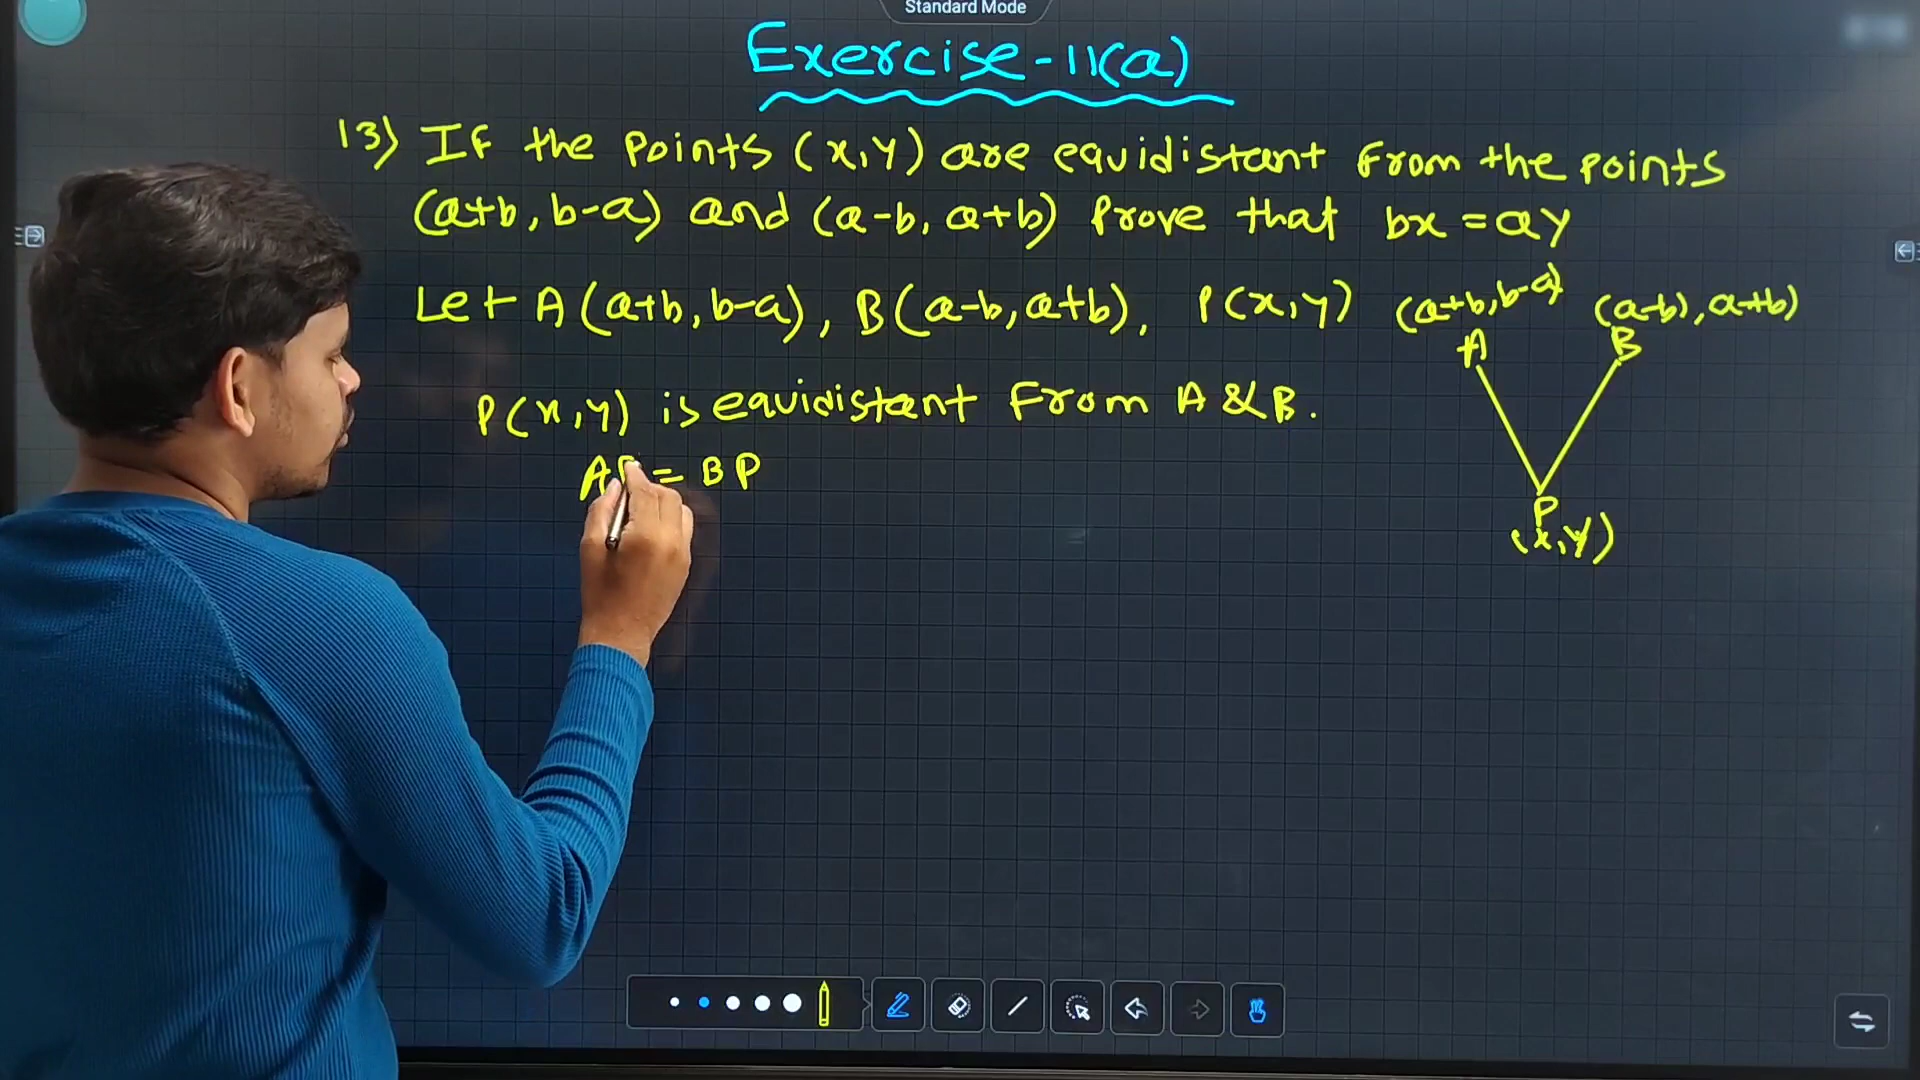 Standard Mode
Exercise-11(a)
13) If the points (x,y) are equidistant from the points
(a+b, b-a) and (a-b, a+b) Prove that bx = ay
Let A(a+b, b-a), B(a-b, a+b), P(x,y)
(a+b, b-a) (a-b), a+b)
A B
P(x,y) is equidistant from A & B.
= BP
P
(x,y)